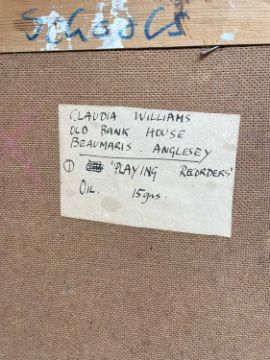 CLAUDIA WILLIAMS
OLD BANK HOUSE
BEAUMARIS. ANGLESEY
① 'PLAYING RECORDERS'
OIL. 15gns.